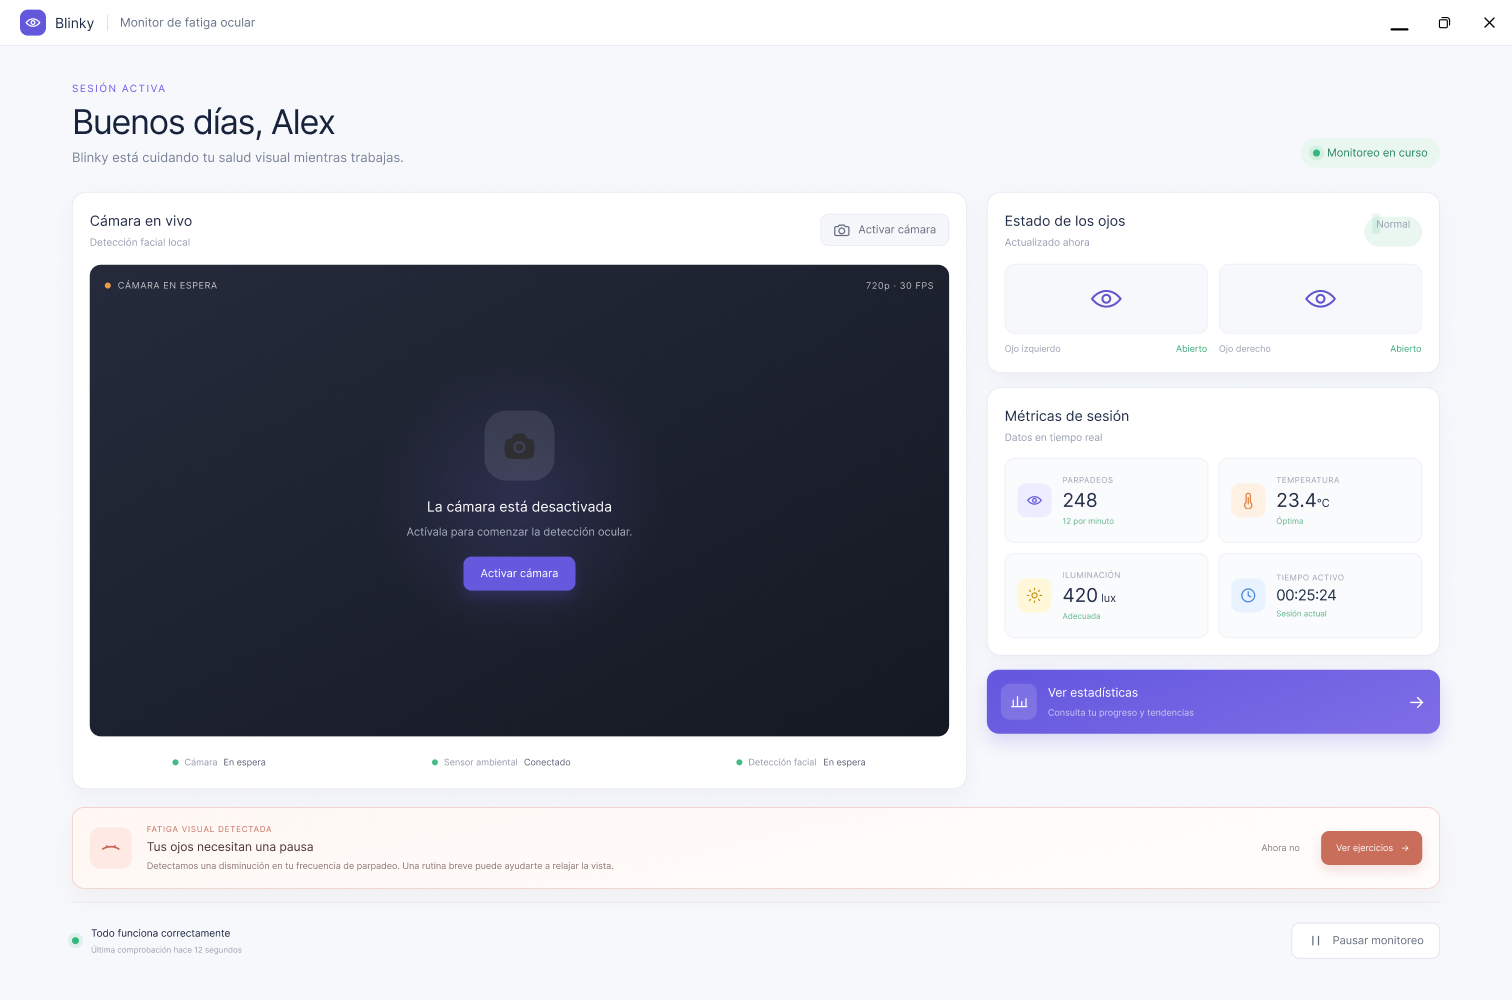 Blinky
Monitor de fatiga ocular
SESIÓN ACTIVA
Buenos días, Alex
Blinky está cuidando tu salud visual mientras trabajas.
Monitoreo en curso
Cámara en vivo
Detección facial local
Activar cámara
CÁMARA EN ESPERA
720p · 30 FPS
La cámara está desactivada
Actívala para comenzar la detección ocular.
Activar cámara
Cámara En espera
Sensor ambiental Conectado
Detección facial En espera
Estado de los ojos
Actualizado ahora
Normal
Ojo izquierdo Abierto
Ojo derecho Abierto
Métricas de sesión
Datos en tiempo real
PARPADEOS
248
12 por minuto
TEMPERATURA
23.4°C
Óptima
ILUMINACIÓN
420 lux
Adecuada
TIEMPO ACTIVO
00:25:24
Sesión actual
Ver estadísticas
Consulta tu progreso y tendencias
FATIGA VISUAL DETECTADA
Tus ojos necesitan una pausa
Detectamos una disminución en tu frecuencia de parpadeo. Una rutina breve puede ayudarte a relajar la vista.
Ahora no
Ver ejercicios →
Todo funciona correctamente
Última comprobación hace 12 segundos
Pausar monitoreo